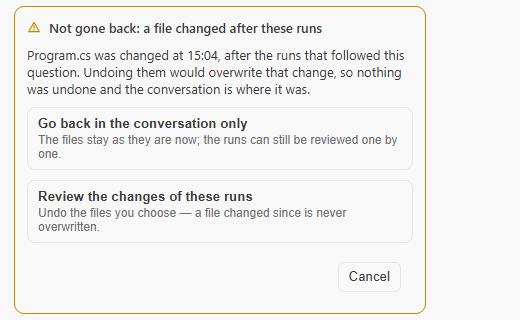 Not gone back: a file changed after these runs
Program.cs was changed at 15:04, after the runs that followed this
question. Undoing them would overwrite that change, so nothing
was undone and the conversation is where it was.
Go back in the conversation only
The files stay as they are now; the runs can still be reviewed one by
one.
Review the changes of these runs
Undo the files you choose — a file changed since is never
overwritten.
Cancel